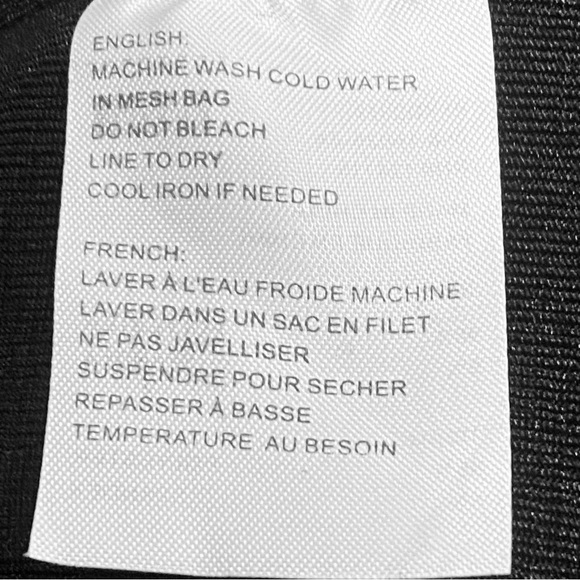 ENGLISH:
MACHINE WASH COLD WATER
IN MESH BAG
DO NOT BLEACH
LINE TO DRY
COOL IRON IF NEEDED
FRENCH:
LAVER À L'EAU FROIDE MACHINE
LAVER DANS UN SAC EN FILET
NE PAS JAVELLISER
SUSPENDRE POUR SECHER
REPASSER À BASSE
TEMPERATURE AU BESOIN